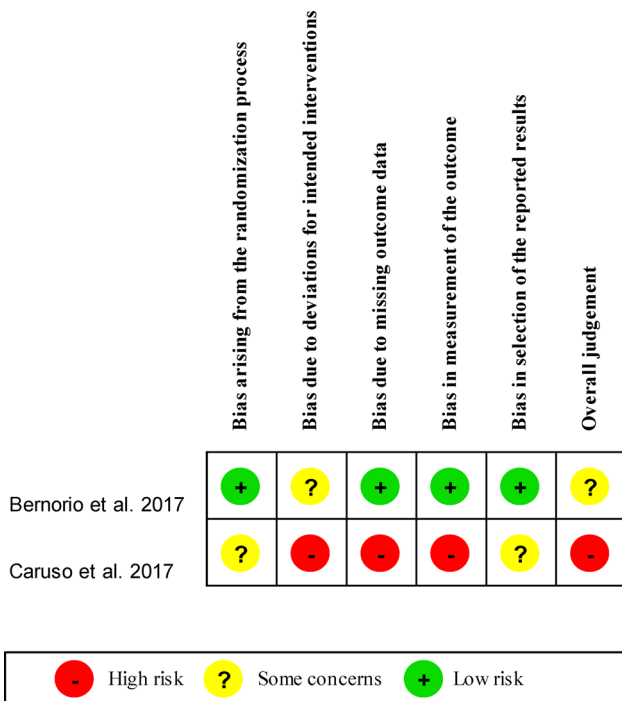 Bias arising from the randomization process
Bias due to deviations for intended interventions
Bias due to missing outcome data
Bias in measurement of the outcome
Bias in selection of the reported results
Overall judgement
Bernorio et al. 2017 + ? + + + ?
Caruso et al. 2017 ? - - - ? -
- High risk ? Some concerns + Low risk